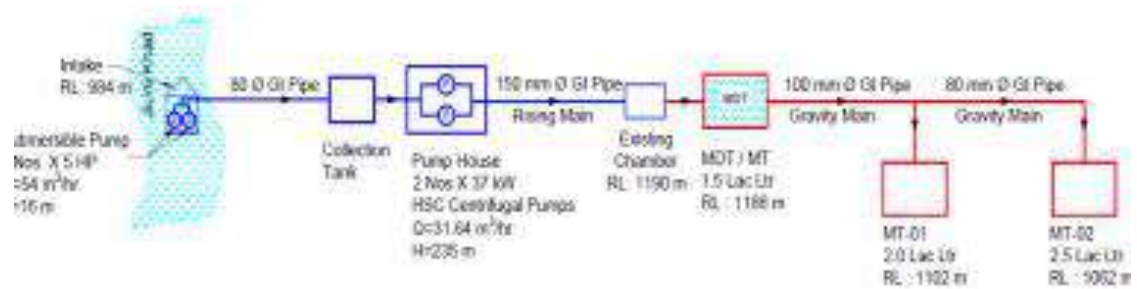 Intake
RL: 984 m
80 Ø GI Pipe
ubmersible Pump
Nos X 5 HP
=54 m³/hr
=16 m
Collection
Tank
Pump House
2 Nos X 37 kW
HSC Centrifugal Pumps
Q=31.64 m³/hr
H=235 m
150 mm Ø GI Pipe
Rising Main
Existing
Chamber
RL: 1190 m
MDT
MDT / MT
1.5 Lac Ltr
RL : 1188 m
100 mm Ø GI Pipe
Gravity Main
80 mm Ø GI Pipe
Gravity Main
MT-01
2.0 Lac Ltr
RL : 1102 m
MT-02
2.5 Lac Ltr
RL : 1062 m